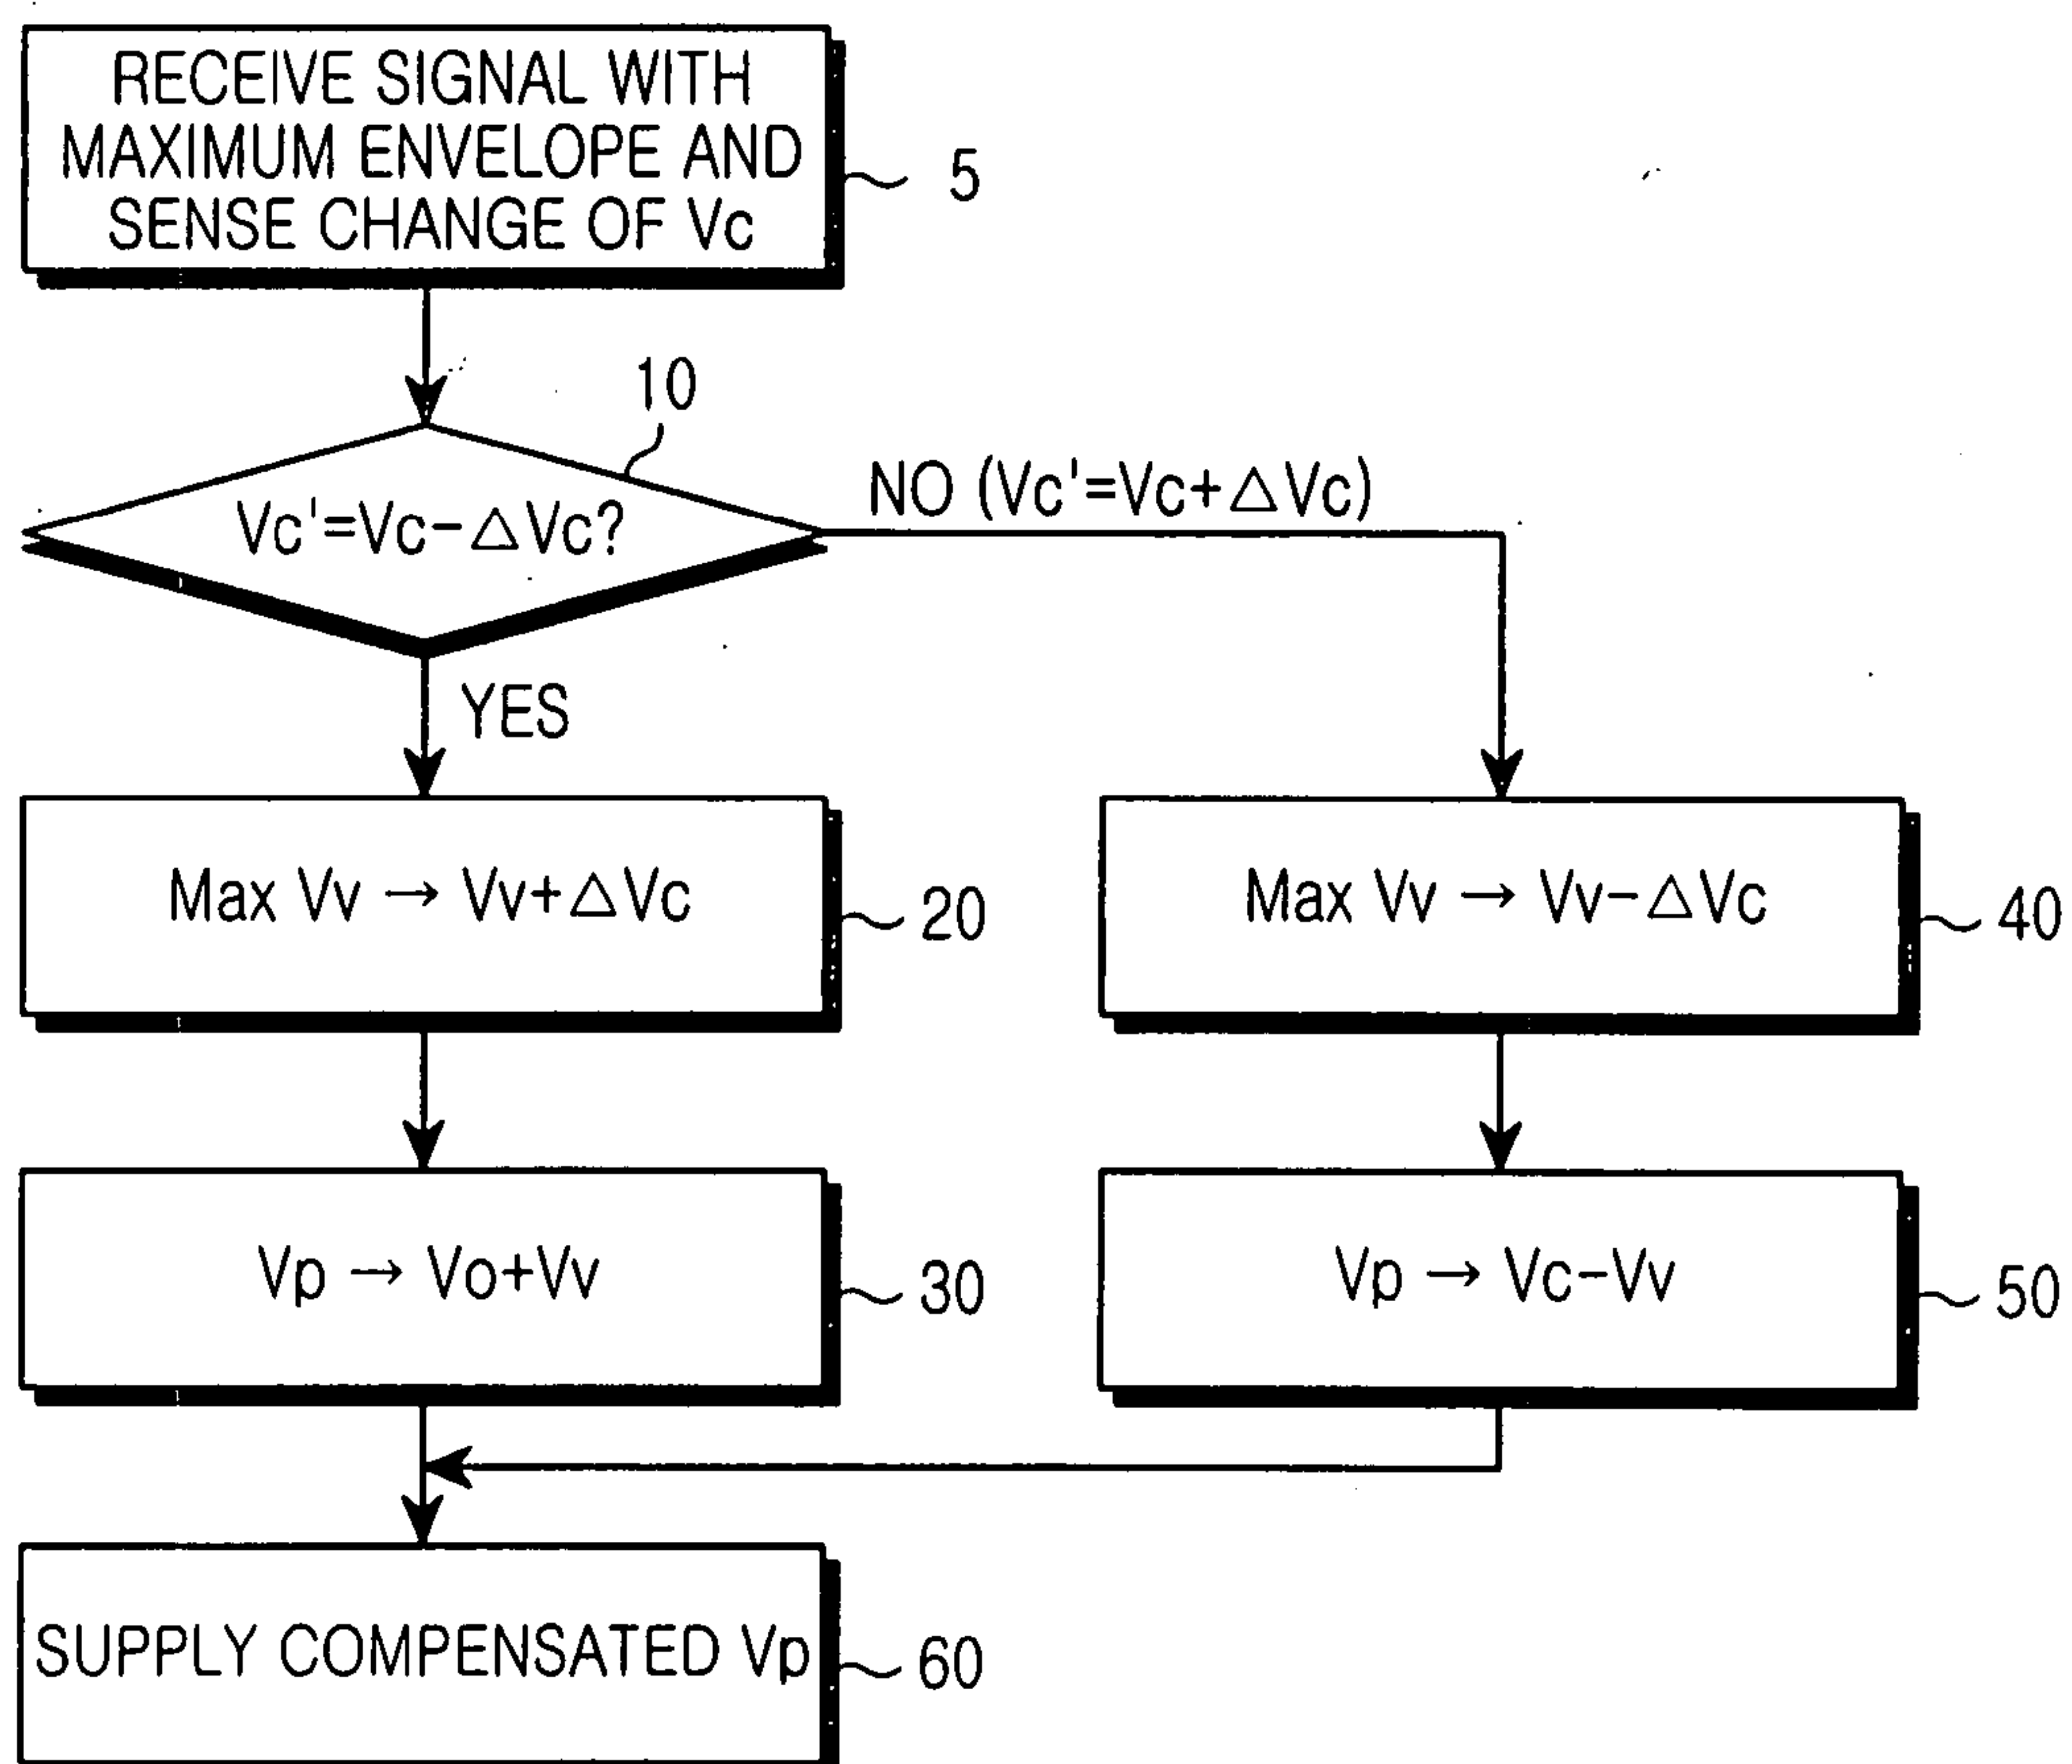 RECEIVE SIGNAL WITH
MAXIMUM ENVELOPE AND
SENSE CHANGE OF Vc
5
10
Vc'=Vc-△Vc?
NO (Vc'=Vc+△Vc)
YES
Max Vv → Vv+△Vc
20
Max Vv → Vv-△Vc
40
Vp → Vo+Vv
30
Vp → Vc-Vv
50
SUPPLY COMPENSATED Vp
60